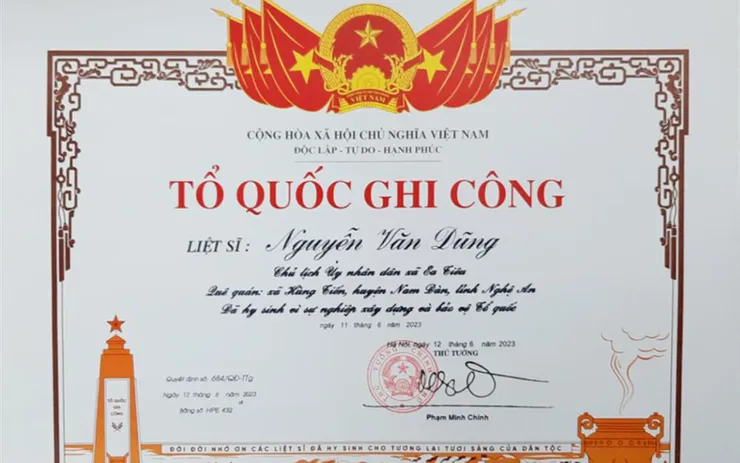 VIỆT NAM
CỘNG HÒA XÃ HỘI CHỦ NGHĨA VIỆT NAM
ĐỘC LẬP - TỰ DO - HẠNH PHÚC
TỔ QUỐC GHI CÔNG
LIỆT SĨ : Nguyễn Văn Dũng
Chủ tịch Ủy nhân dân xã Ea Tiêu
Quê quán: xã Hùng Tiến, huyện Nam Đàn, tỉnh Nghệ An
Đã hy sinh vì sự nghiệp xây dựng và bảo vệ Tổ quốc
ngày 11 tháng 6 năm 2023
Hà Nội, ngày 12 tháng 6 năm 2023
THỦ TƯỚNG
Phạm Minh Chính
Quyết định số 684/QĐ-TTg
Ngày 12 tháng 6 năm 2023
Bằng số HPE 432
TỔ QUỐC
GHI
CÔNG
ĐỜI ĐỜI NHỚ ƠN CÁC LIỆT SĨ ĐÃ HY SINH CHO TƯƠNG LAI TƯƠI SÁNG CỦA DÂN TỘC